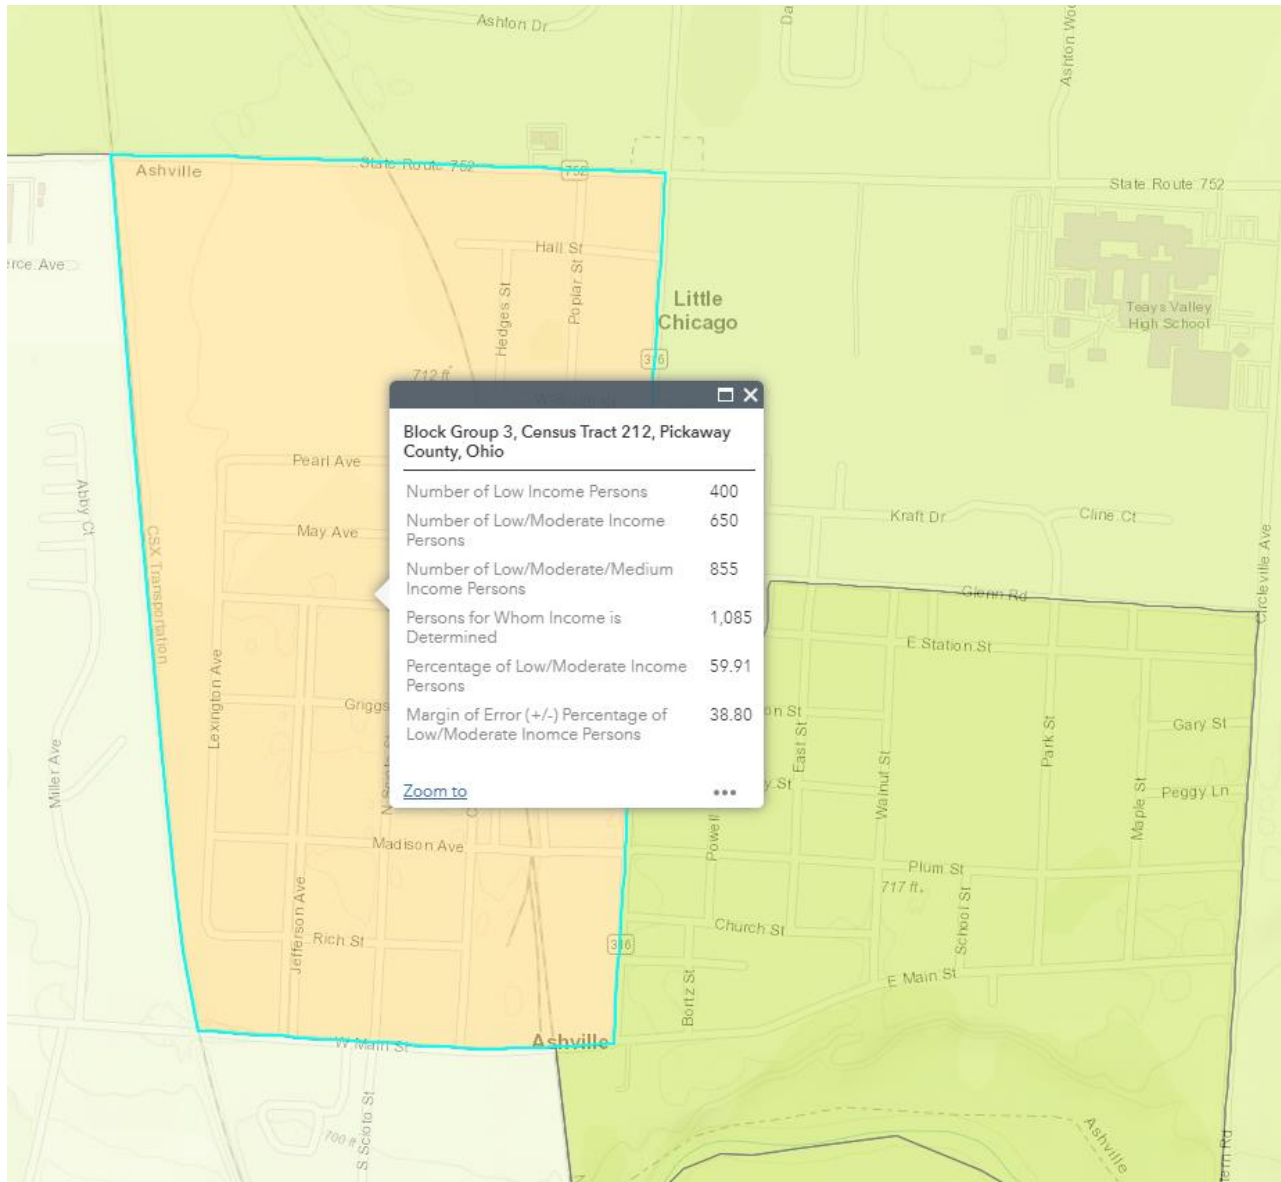 Ashton Dr
Ashville
State Route 752
752
State Route 752
Hall St
Hedges St
Poplar St
Little
Chicago
Teays Valley
High School
316
712 ft
Block Group 3, Census Tract 212, Pickaway
County, Ohio
Number of Low Income Persons 400
Number of Low/Moderate Income
Persons 650
Number of Low/Moderate/Medium
Income Persons 855
Persons for Whom Income is
Determined 1,085
Percentage of Low/Moderate Income
Persons 59.91
Margin of Error (+/-) Percentage of
Low/Moderate Inomce Persons 38.80
Zoom to
Pearl Ave
May Ave
Abby Ct
CSX Transportation
Lexington Ave
Miller Ave
Madison Ave
Jefferson Ave
Rich St
316
W Main St
Ashville
S Scioto St
700 ft
Kraft Dr
Cline Ct
Circleville Ave
Glenn Rd
E Station St
East St
Walnut St
Park St
Gary St
Maple St
Peggy Ln
Powell
Plum St
717 ft.
School St
Church St
E Main St
Bortz St
Ashville